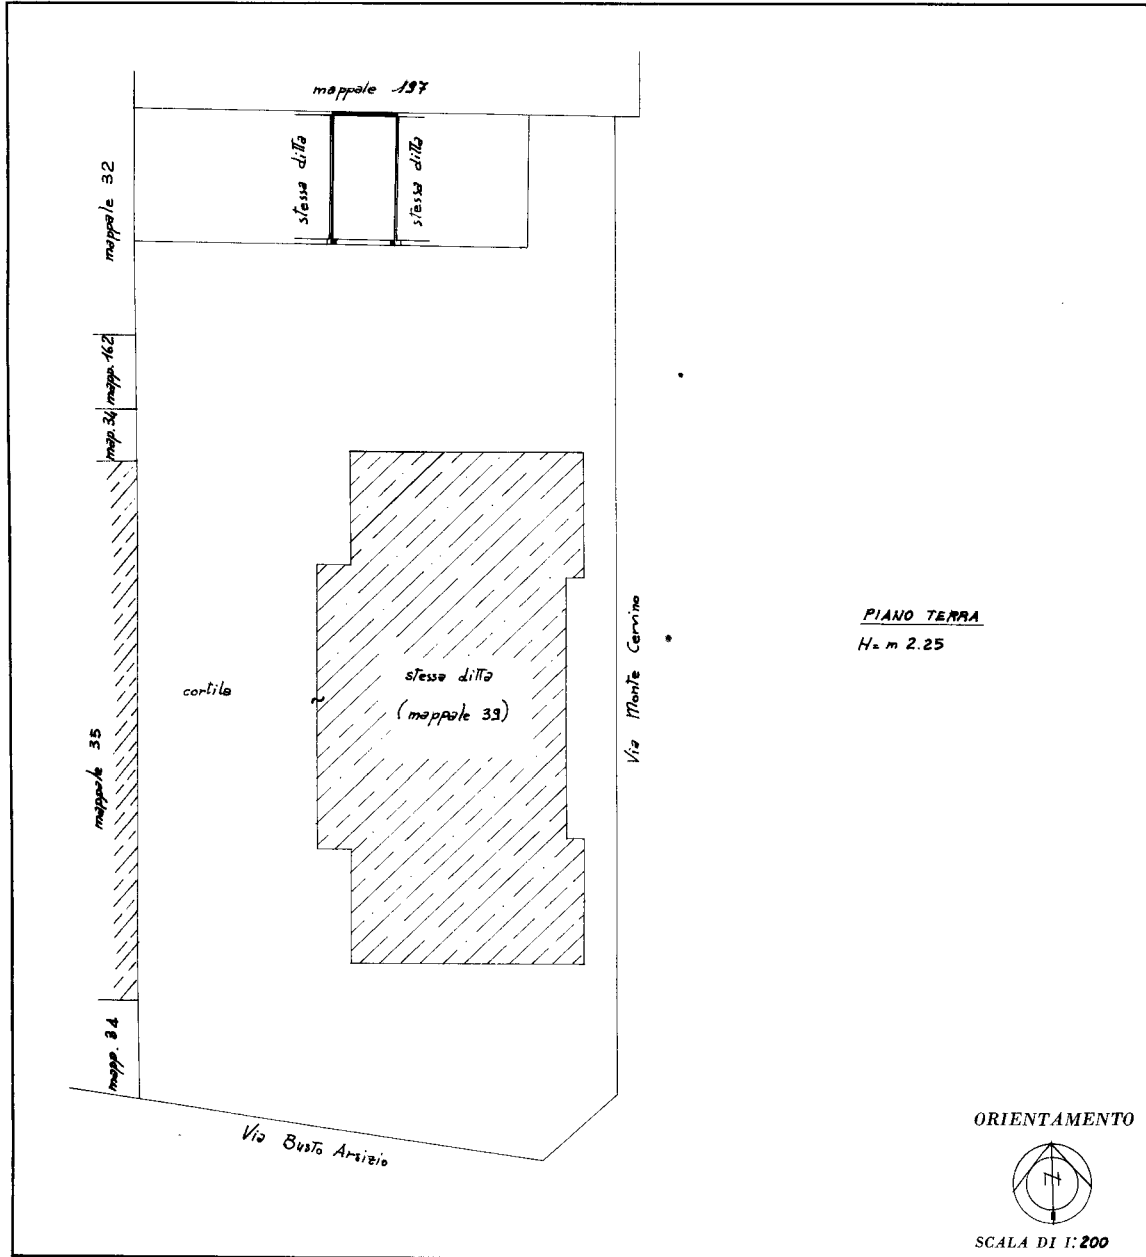 mappale 197
stessa ditta
stessa ditta
mappale 32
mapp. 162
map. 34
mappale 35
cortile
stessa ditta
(mappale 39)
Via Monte Cervino
PIANO TERRA
H= m 2.25
mapp. 34
Via Busto Arsizio
ORIENTAMENTO
N
SCALA DI 1:200